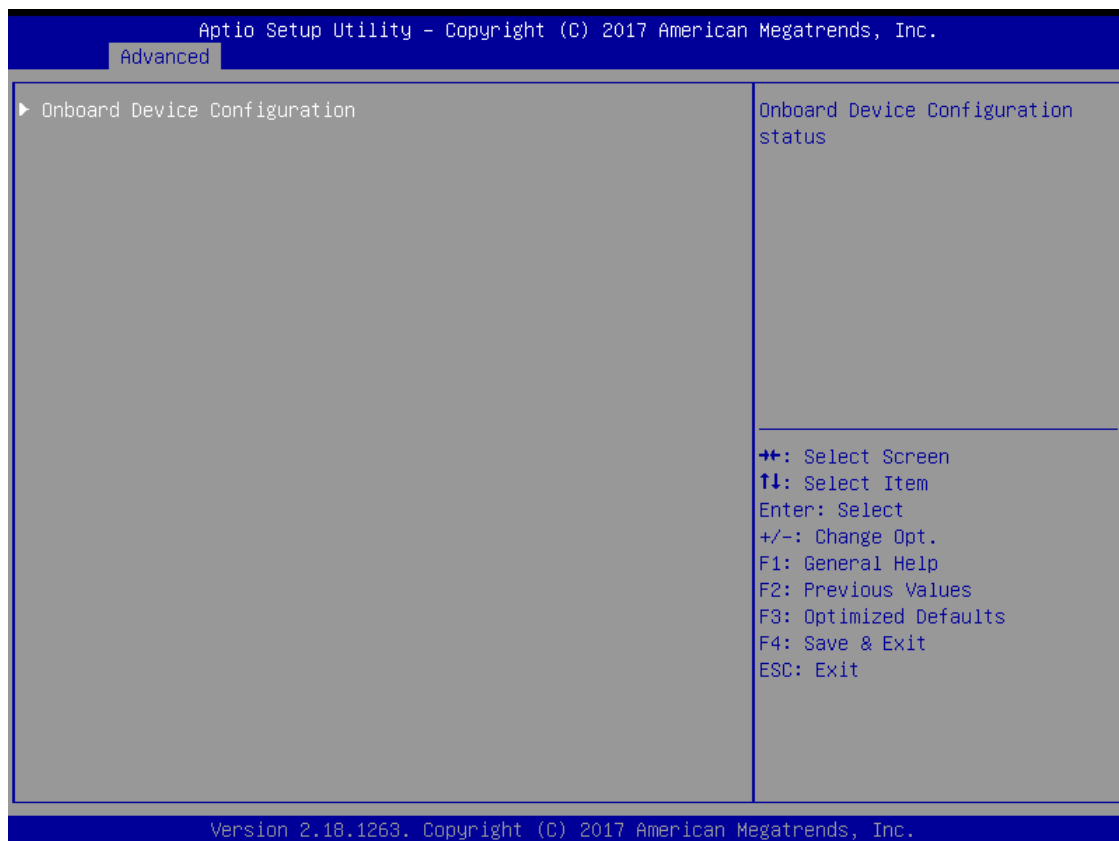 Aptio Setup Utility – Copyright (C) 2017 American Megatrends, Inc.
Advanced
▶ Onboard Device Configuration
Onboard Device Configuration
status
→←: Select Screen
↑↓: Select Item
Enter: Select
+/-: Change Opt.
F1: General Help
F2: Previous Values
F3: Optimized Defaults
F4: Save & Exit
ESC: Exit
Version 2.18.1263. Copyright (C) 2017 American Megatrends, Inc.